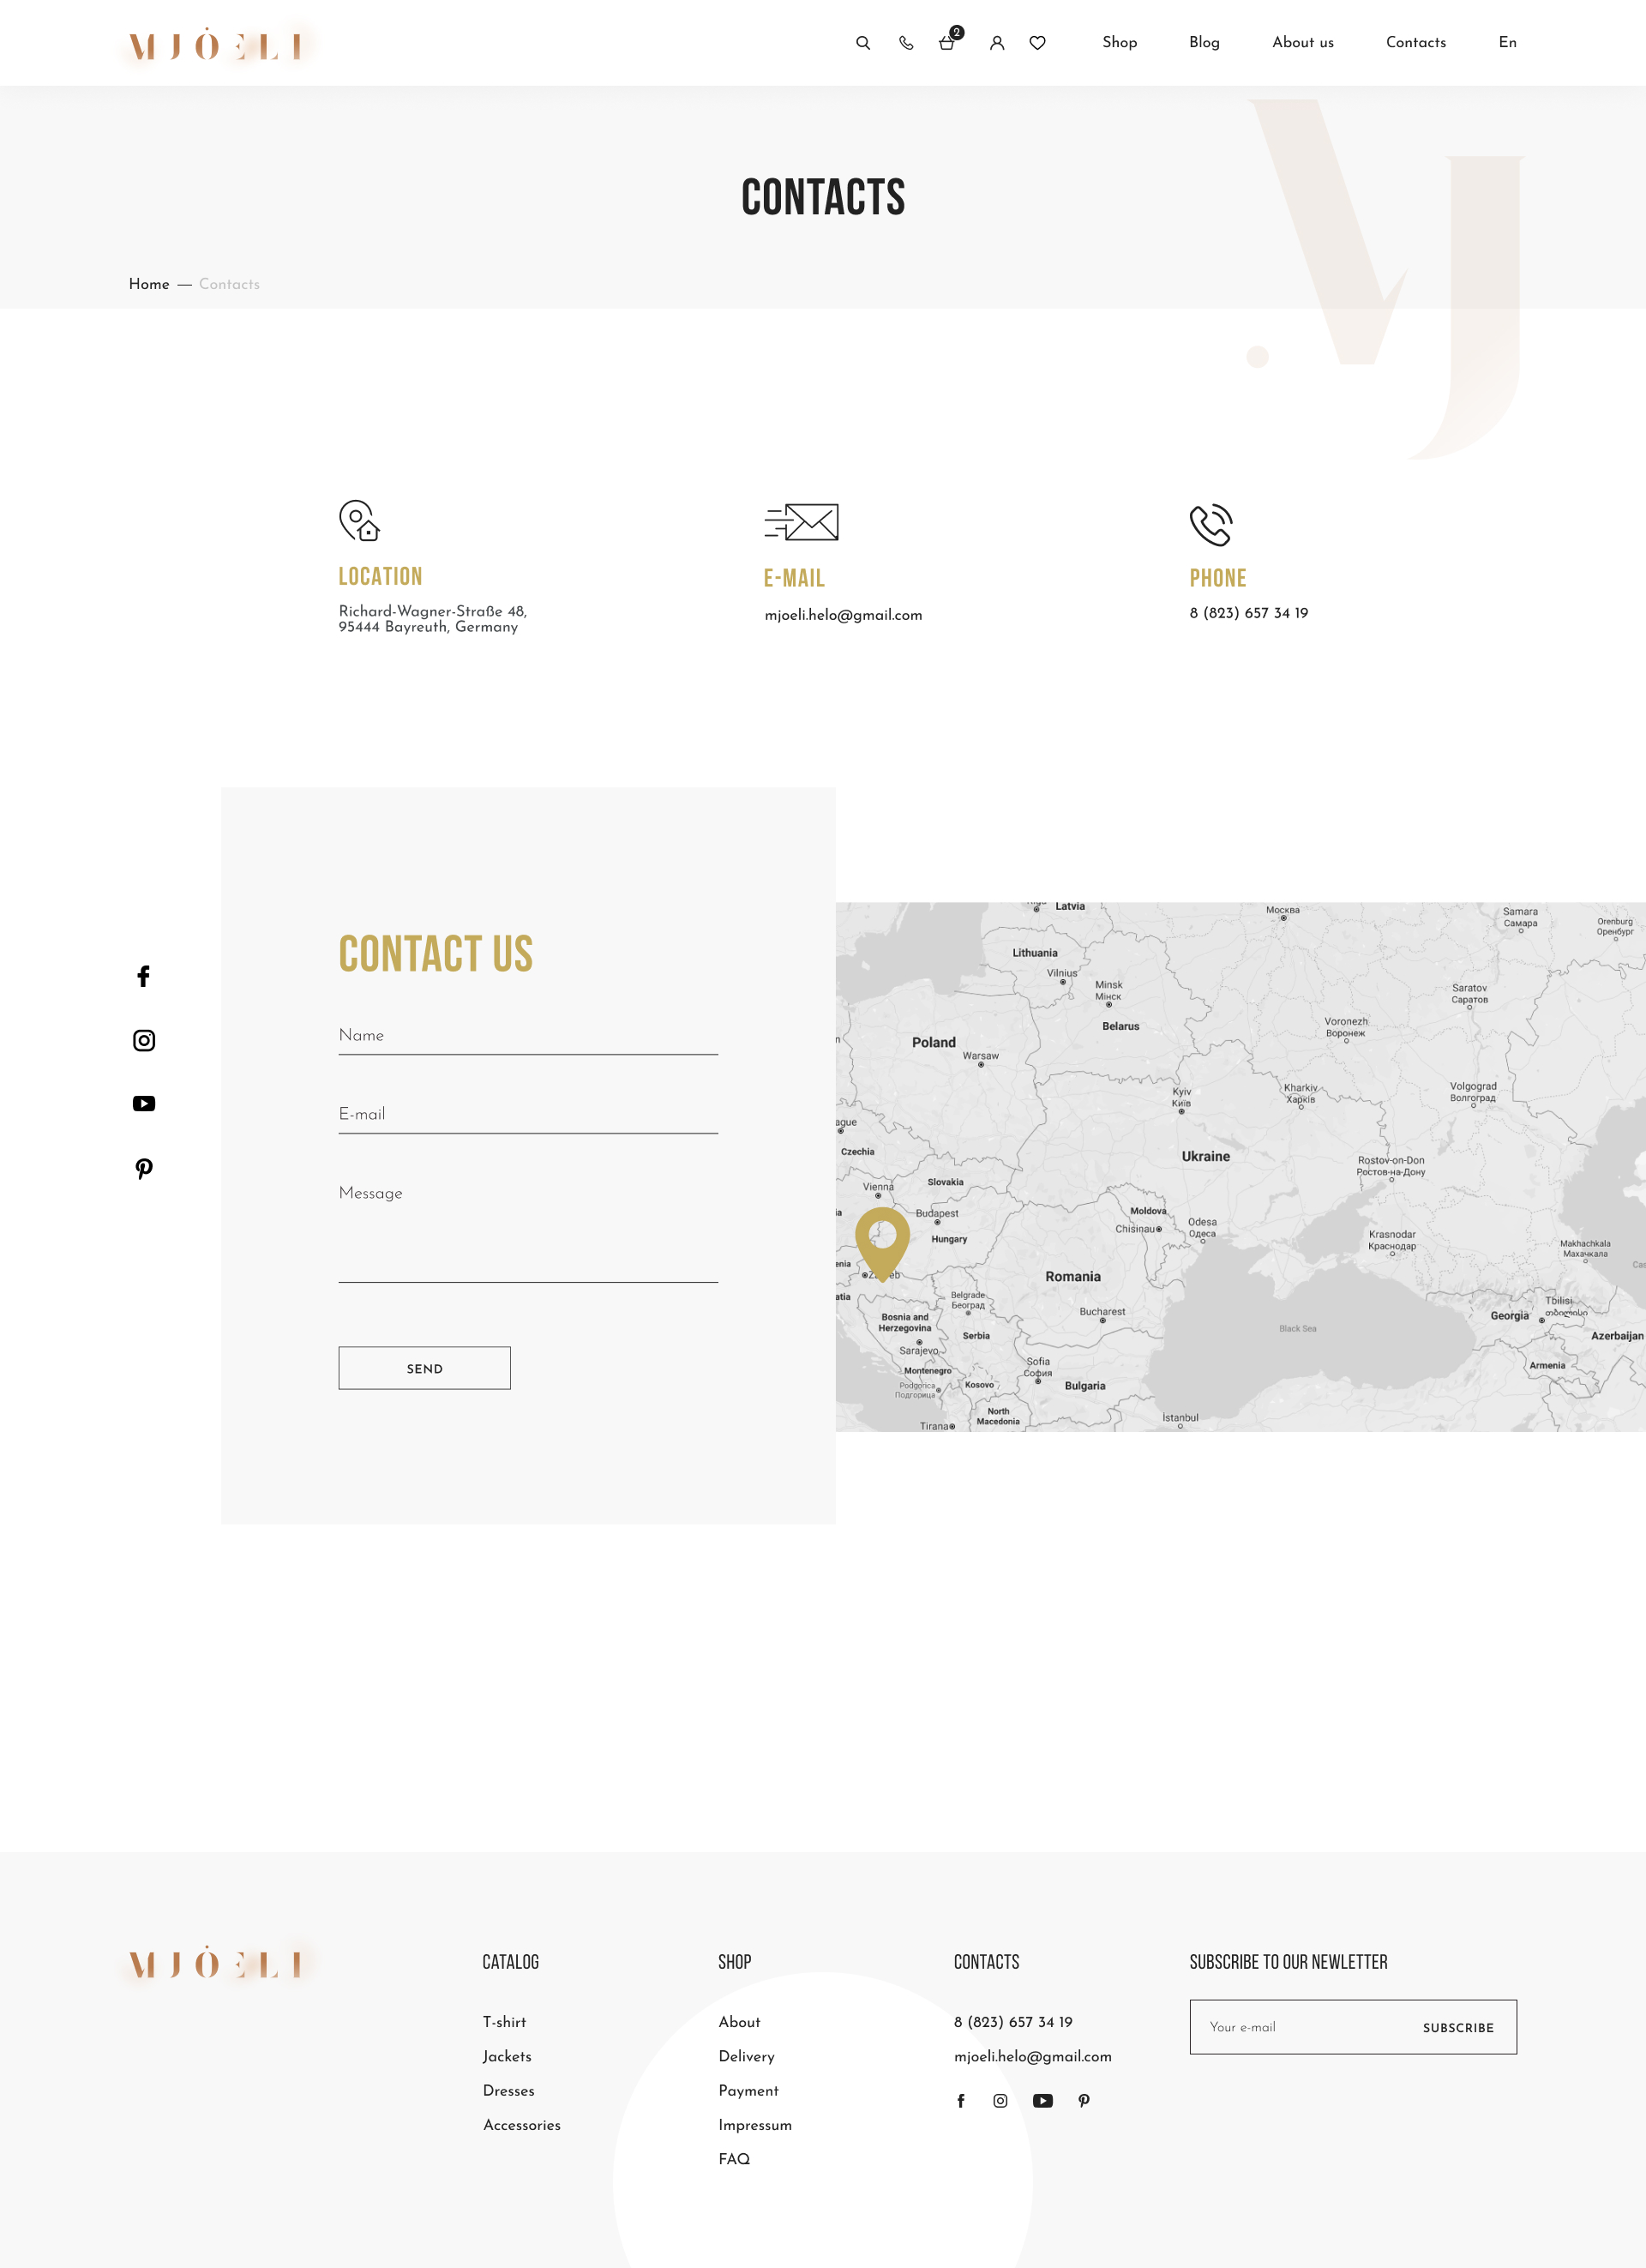 MJOELI
2
Shop
Blog
About us
Contacts
En
CONTACTS
Home — Contacts
LOCATION
Richard-Wagner-Straße 48,
95444 Bayreuth, Germany
E-MAIL
mjoeli.helo@gmail.com
PHONE
8 (823) 657 34 19
CONTACT US
Name
E-mail
Message
SEND
Latvia
Москва
Samara
Самара
Orenburg
Оренбург
Lithuania
Vilnius
Minsk
Мінск
Saratov
Саратов
Belarus
Voronezh
Воронеж
Poland
Warsaw
Kyiv
Київ
Kharkiv
Харків
Volgograd
Волгоград
ague
Czechia
Ukraine
Rostov-on-Don
Ростов-на-Дону
Slovakia
Vienna
Budapest
Moldova
Chisinau
Odesa
Одеса
Hungary
Krasnodar
Краснодар
Makhachkala
Махачкала
enia
Romania
atia
Belgrade
Београд
Bucharest
Tbilisi
თბილისი
Georgia
Bosnia and
Herzegovina
Serbia
Black Sea
Azerbaijan
Sarajevo
Sofia
София
Armenia
Montenegro
Kosovo
Podgorica
Подгорица
Bulgaria
North
Macedonia
İstanbul
Tirana
MJOELI
CATALOG
T-shirt
Jackets
Dresses
Accessories
SHOP
About
Delivery
Payment
Impressum
FAQ
CONTACTS
8 (823) 657 34 19
mjoeli.helo@gmail.com
SUBSCRIBE TO OUR NEWLETTER
Your e-mail
SUBSCRIBE